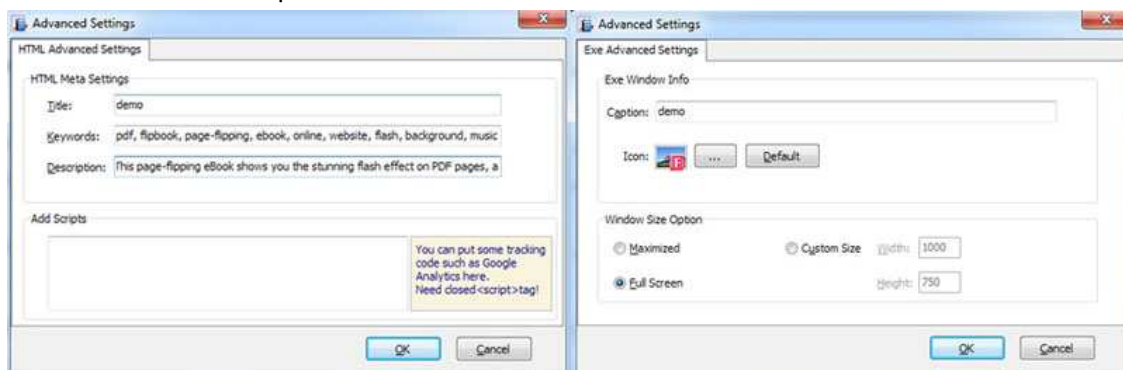 Advanced Settings
HTML Advanced Settings
HTML Meta Settings
Title: demo
Keywords: pdf, flipbook, page-flipping, ebook, online, website, flash, background, music
Description: This page-flipping eBook shows you the stunning flash effect on PDF pages, a
Add Scripts
You can put some tracking
code such as Google
Analytics here.
Need closed<script>tag!
OK Cancel
Advanced Settings
Exe Advanced Settings
Exe Window Info
Caption: demo
Icon: ... Default
Window Size Option
Maximized Custom Size Width: 1000
Full Screen Height: 750
OK Cancel